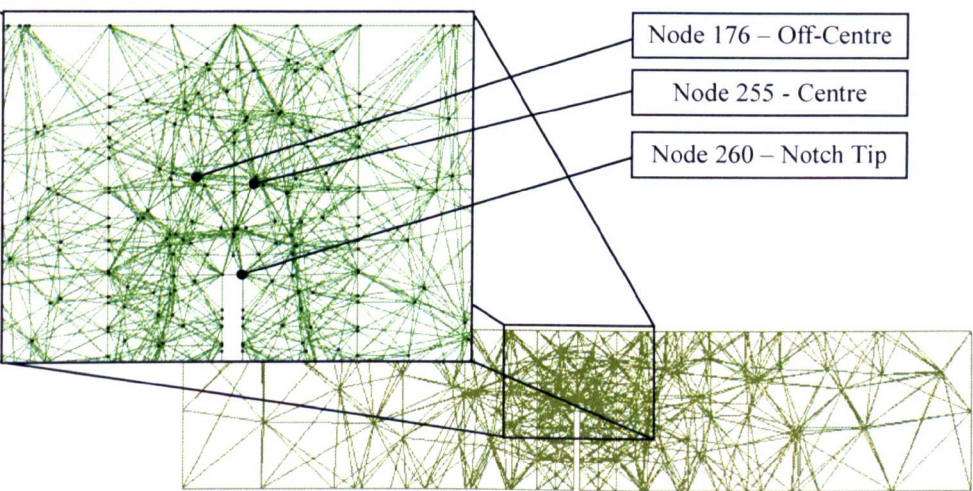 Node 176 – Off-Centre
Node 255 - Centre
Node 260 – Notch Tip